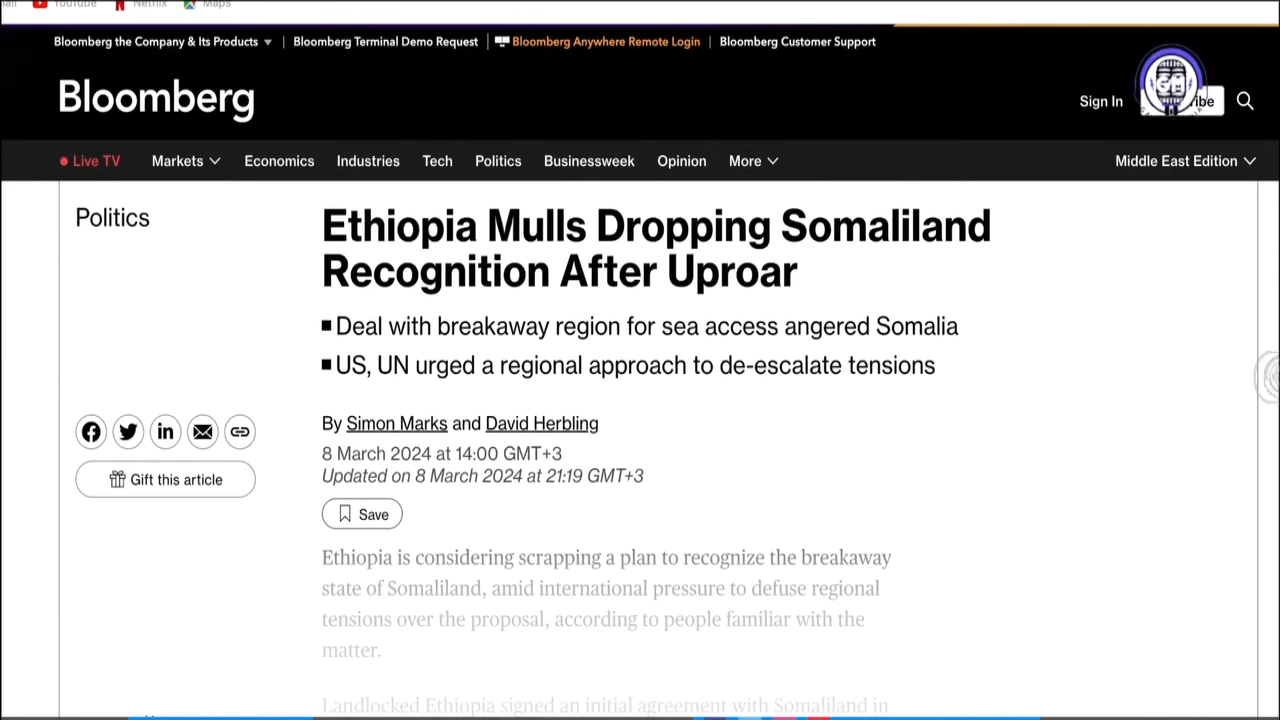 YouTube
Netflix
Maps
Bloomberg the Company & Its Products
Bloomberg Terminal Demo Request
Bloomberg Anywhere Remote Login
Bloomberg Customer Support
Bloomberg
Sign In
GM
Live TV
Markets
Economics
Industries
Tech
Politics
Businessweek
Opinion
More
Middle East Edition
Politics
Ethiopia Mulls Dropping Somaliland
Recognition After Uproar
Deal with breakaway region for sea access angered Somalia
US, UN urged a regional approach to de-escalate tensions
By Simon Marks and David Herbling
8 March 2024 at 14:00 GMT+3
Updated on 8 March 2024 at 21:19 GMT+3
Gift this article
Save
Ethiopia is considering scrapping a plan to recognize the breakaway
state of Somaliland, amid international pressure to defuse regional
tensions over the proposal, according to people familiar with the
matter.
Landlocked Ethiopia signed an initial agreement with Somaliland in